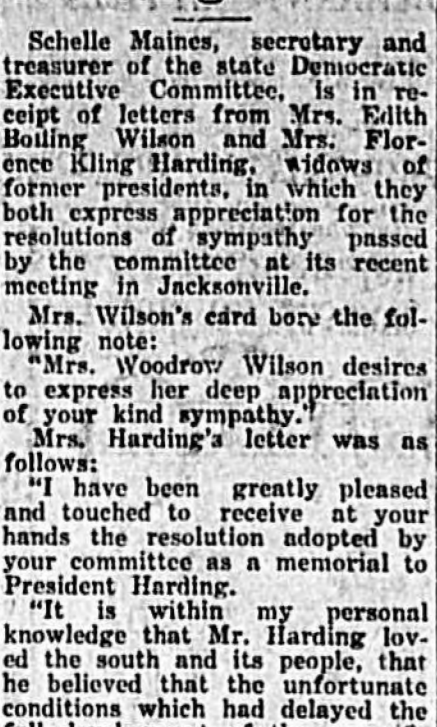 Schelle Maines, secretary and
treasurer of the state Democratic
Executive Committee, is in re-
ceipt of letters from Mrs. Edith
Bolling Wilson and Mrs. Flor-
ence Kling Harding, widows of
former presidents, in which they
both express appreciation for the
resolutions of sympathy passed
by the committee at its recent
meeting in Jacksonville.
Mrs. Wilson's card bore the fol-
lowing note:
"Mrs. Woodrow Wilson desires
to express her deep appreciation
of your kind sympathy."
Mrs. Harding's letter was as
follows:
"I have been greatly pleased
and touched to receive at your
hands the resolution adopted by
your committee as a memorial to
President Harding.
"It is within my personal
knowledge that Mr. Harding lov-
ed the south and its people, that
he believed that the unfortunate
conditions which had delayed the